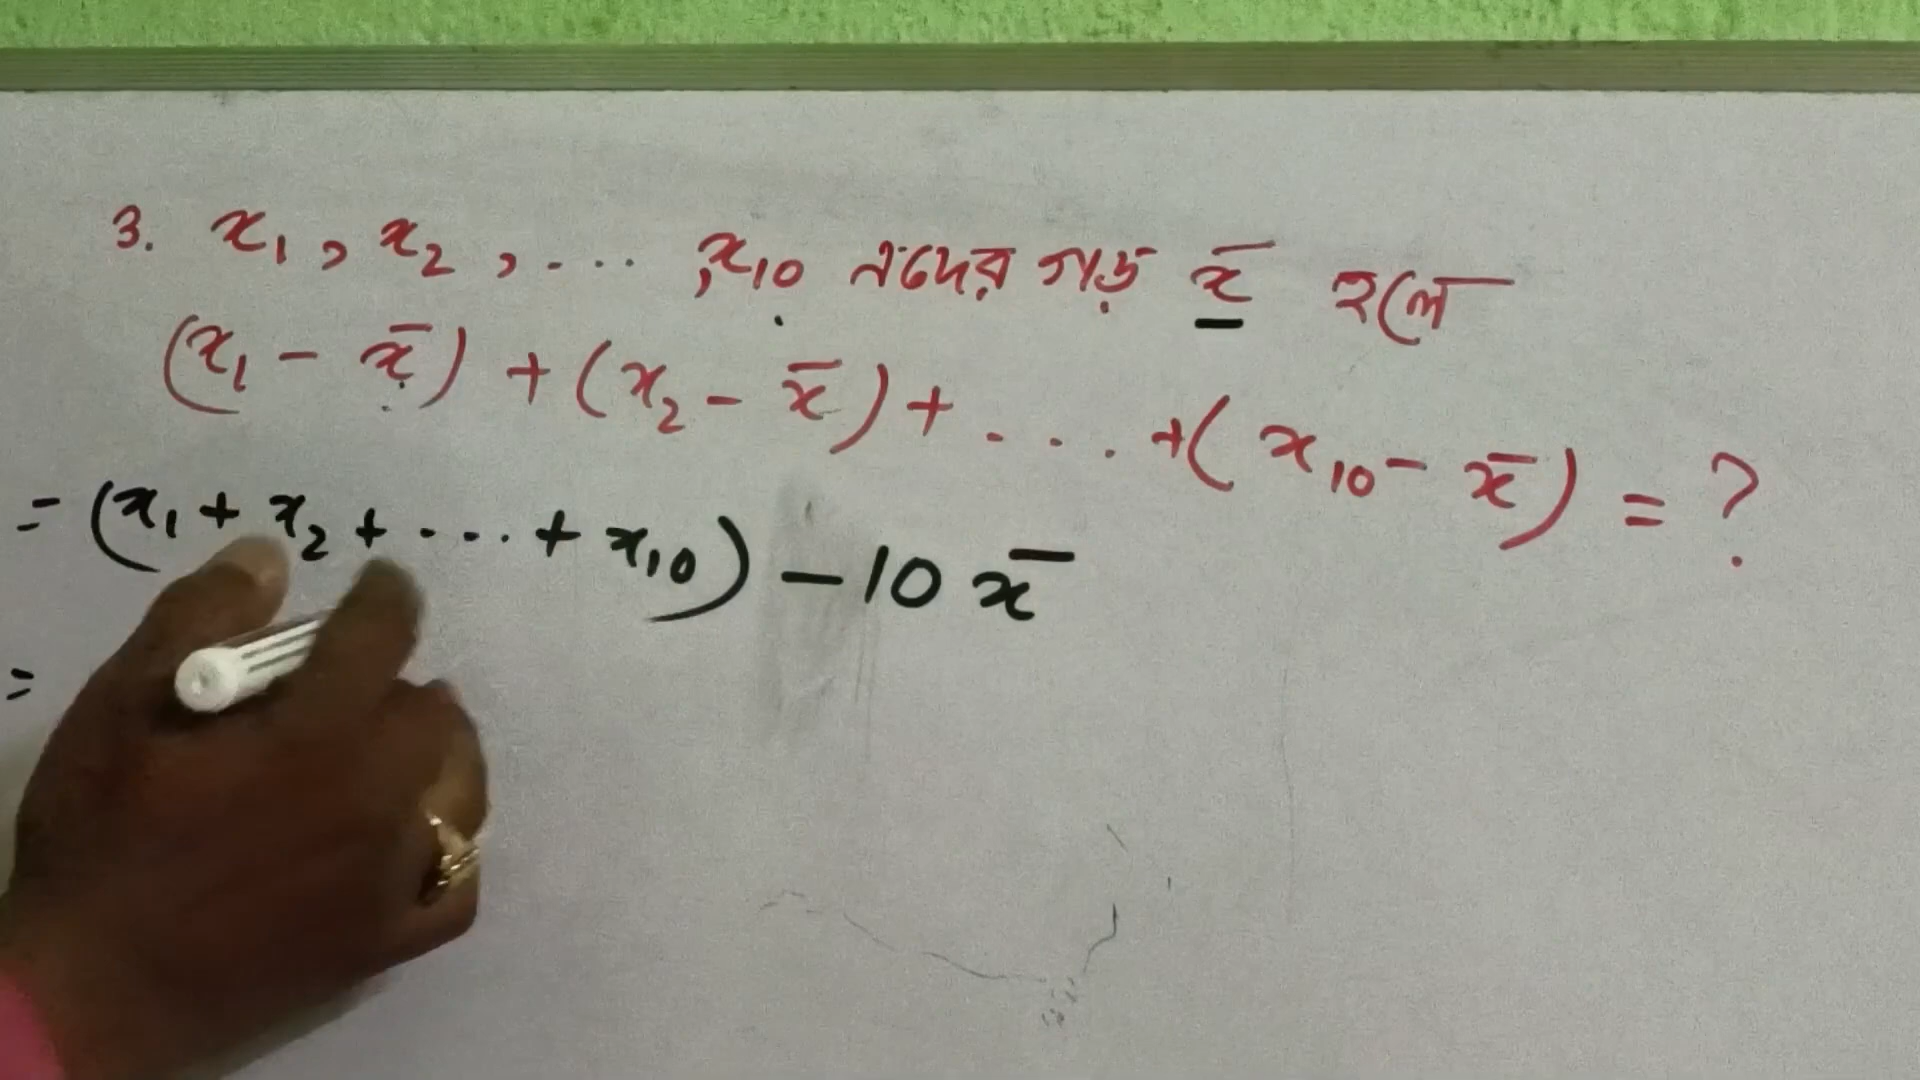 3. x₁, x₂, ... , x₁₀ এদের গড় x̄ হলে
(x₁ - x̄) + (x₂ - x̄) + ... + (x₁₀ - x̄) = ?
= (x₁ + x₂ + ... + x₁₀) - 10 x̄
=